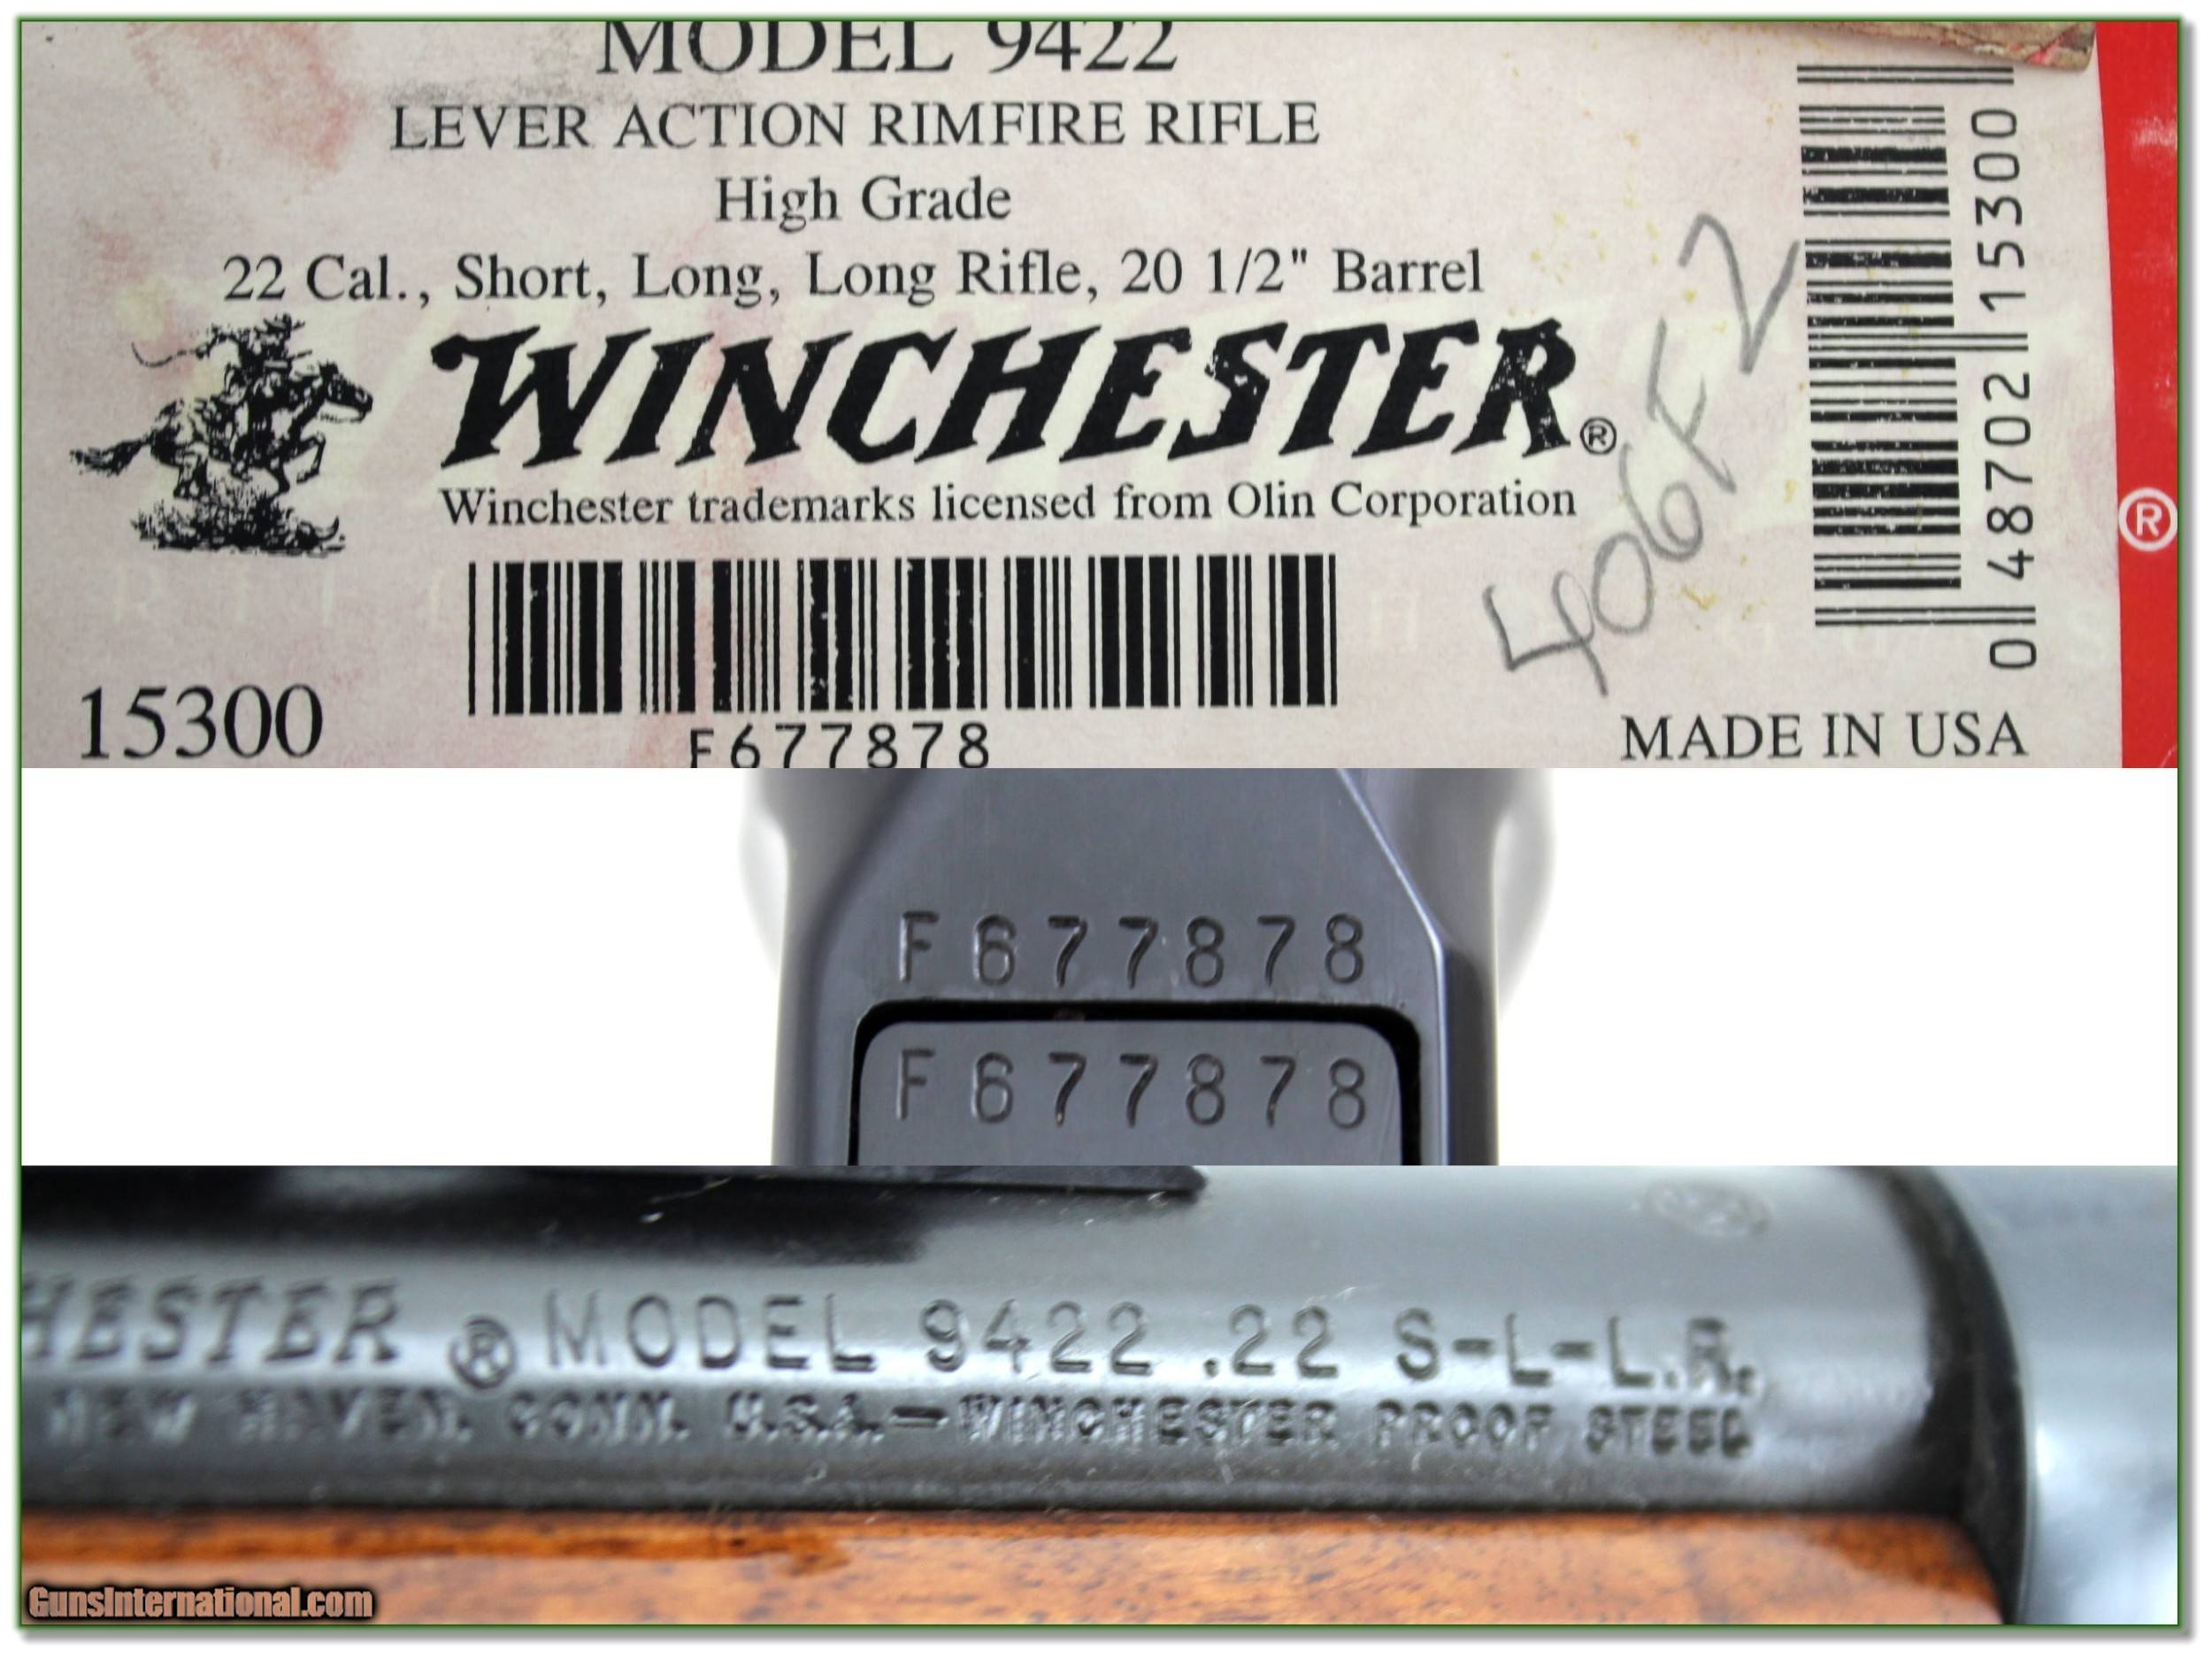 MODEL 9422
LEVER ACTION RIMFIRE RIFLE
High Grade
22 Cal., Short, Long, Long Rifle, 20 1/2" Barrel
WINCHESTER®
Winchester trademarks licensed from Olin Corporation
F677878
15300
406F2
0 48702 15300
MADE IN USA
®
F677878
F677878
HESTER ® MODEL 9422 .22 S-L-L.R.
NEW HAVEN. CONN. U.S.A.—WINCHESTER PROOF STEEL
GunsInternational.com